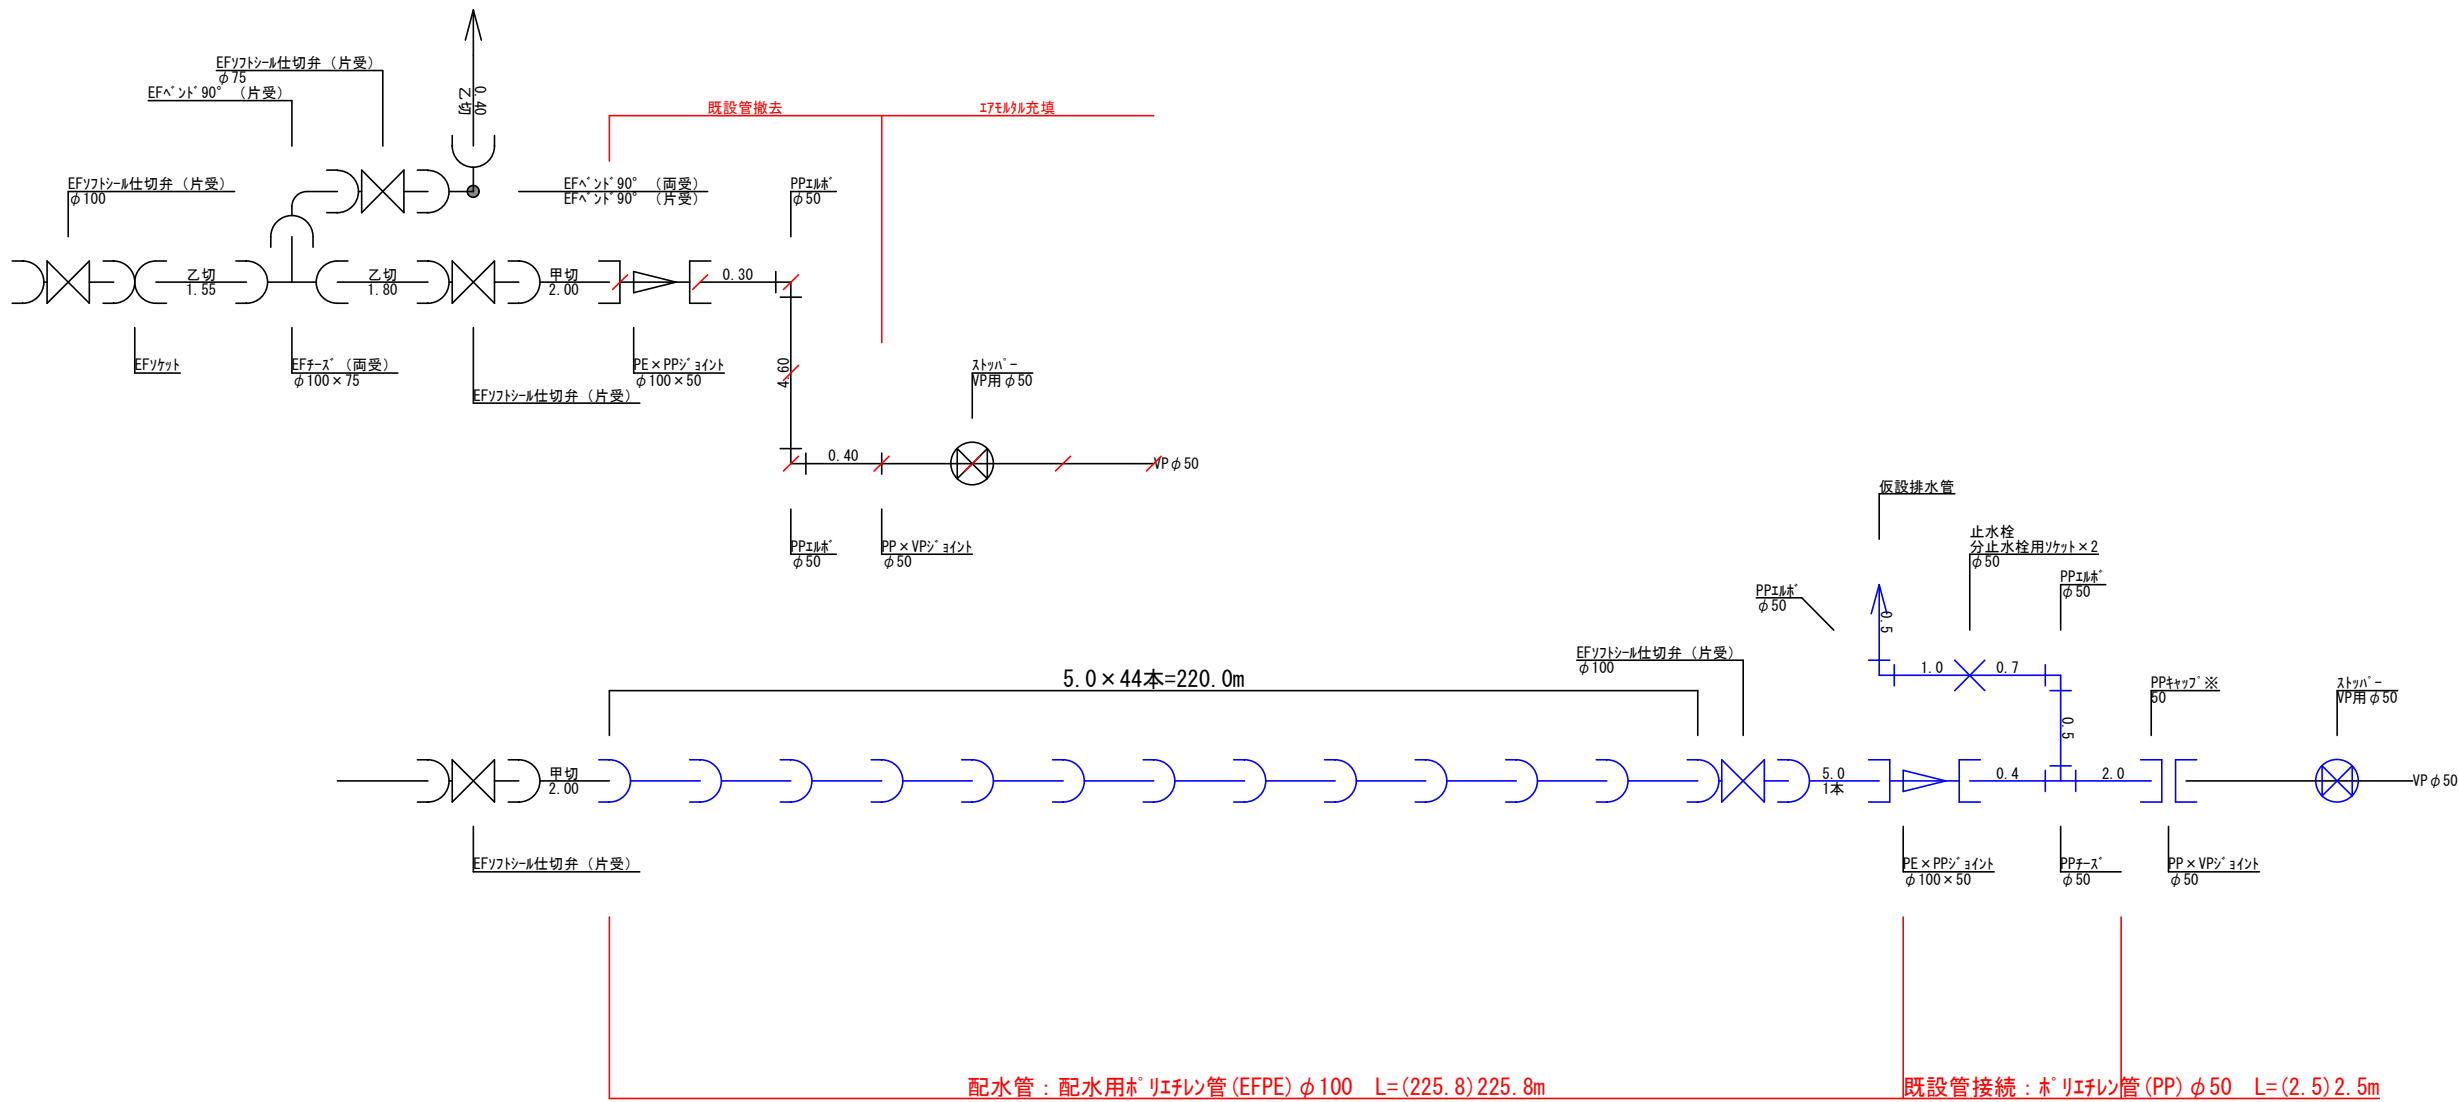 EFｿﾌﾄｼｰﾙ仕切弁（片受）
φ75
EFﾍﾞﾝﾄﾞ90°（片受）
0.40
乙切
既設管撤去
ｴｱﾓﾙﾀﾙ充填
EFｿﾌﾄｼｰﾙ仕切弁（片受）
φ100
EFﾍﾞﾝﾄﾞ90°（両受）
EFﾍﾞﾝﾄﾞ90°（片受）
PPｴﾙﾎﾞ
φ50
乙切
1.55
乙切
1.80
甲切
2.00
0.30
EFｿｹｯﾄ
EFﾁｰｽﾞ（両受）
φ100×75
EFｿﾌﾄｼｰﾙ仕切弁（片受）
PE×PPｼﾞｮｲﾝﾄ
φ100×50
4.60
ｽﾄｯﾊﾟｰ
VP用φ50
0.40
VPφ50
PPｴﾙﾎﾞ
φ50
PP×VPｼﾞｮｲﾝﾄ
φ50
仮設排水管
止水栓
分止水栓用ｿｹｯﾄ×2
φ50
PPｴﾙﾎﾞ
φ50
PPｴﾙﾎﾞ
φ50
0.5
1.0
0.7
0.5
EFｿﾌﾄｼｰﾙ仕切弁（片受）
φ100
5.0×44本=220.0m
PPｷｬｯﾌﾟ※
50
ｽﾄｯﾊﾟｰ
VP用φ50
甲切
2.00
5.0
1本
0.4
2.0
VPφ50
EFｿﾌﾄｼｰﾙ仕切弁（片受）
PE×PPｼﾞｮｲﾝﾄ
φ100×50
PPﾁｰｽﾞ
φ50
PP×VPｼﾞｮｲﾝﾄ
φ50
配水管：配水用ﾎﾟﾘｴﾁﾚﾝ管(EFPE)φ100　L=(225.8)225.8m
既設管接続：ﾎﾟﾘｴﾁﾚﾝ管(PP)φ50　L=(2.5)2.5m